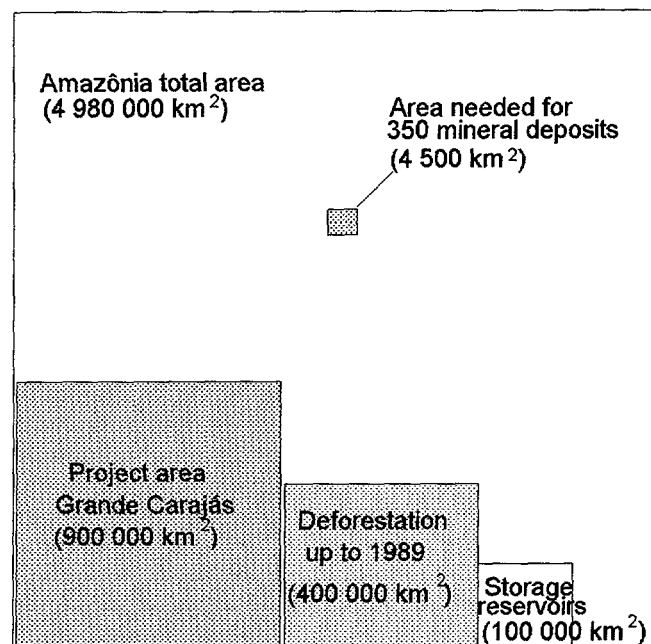 Amazônia total area
(4 980 000 km²)
Area needed for
350 mineral deposits
(4 500 km²)
Project area
Grande Carajás
(900 000 km²)
Deforestation
up to 1989
(400 000 km²)
Storage
reservoirs
(100 000 km²)